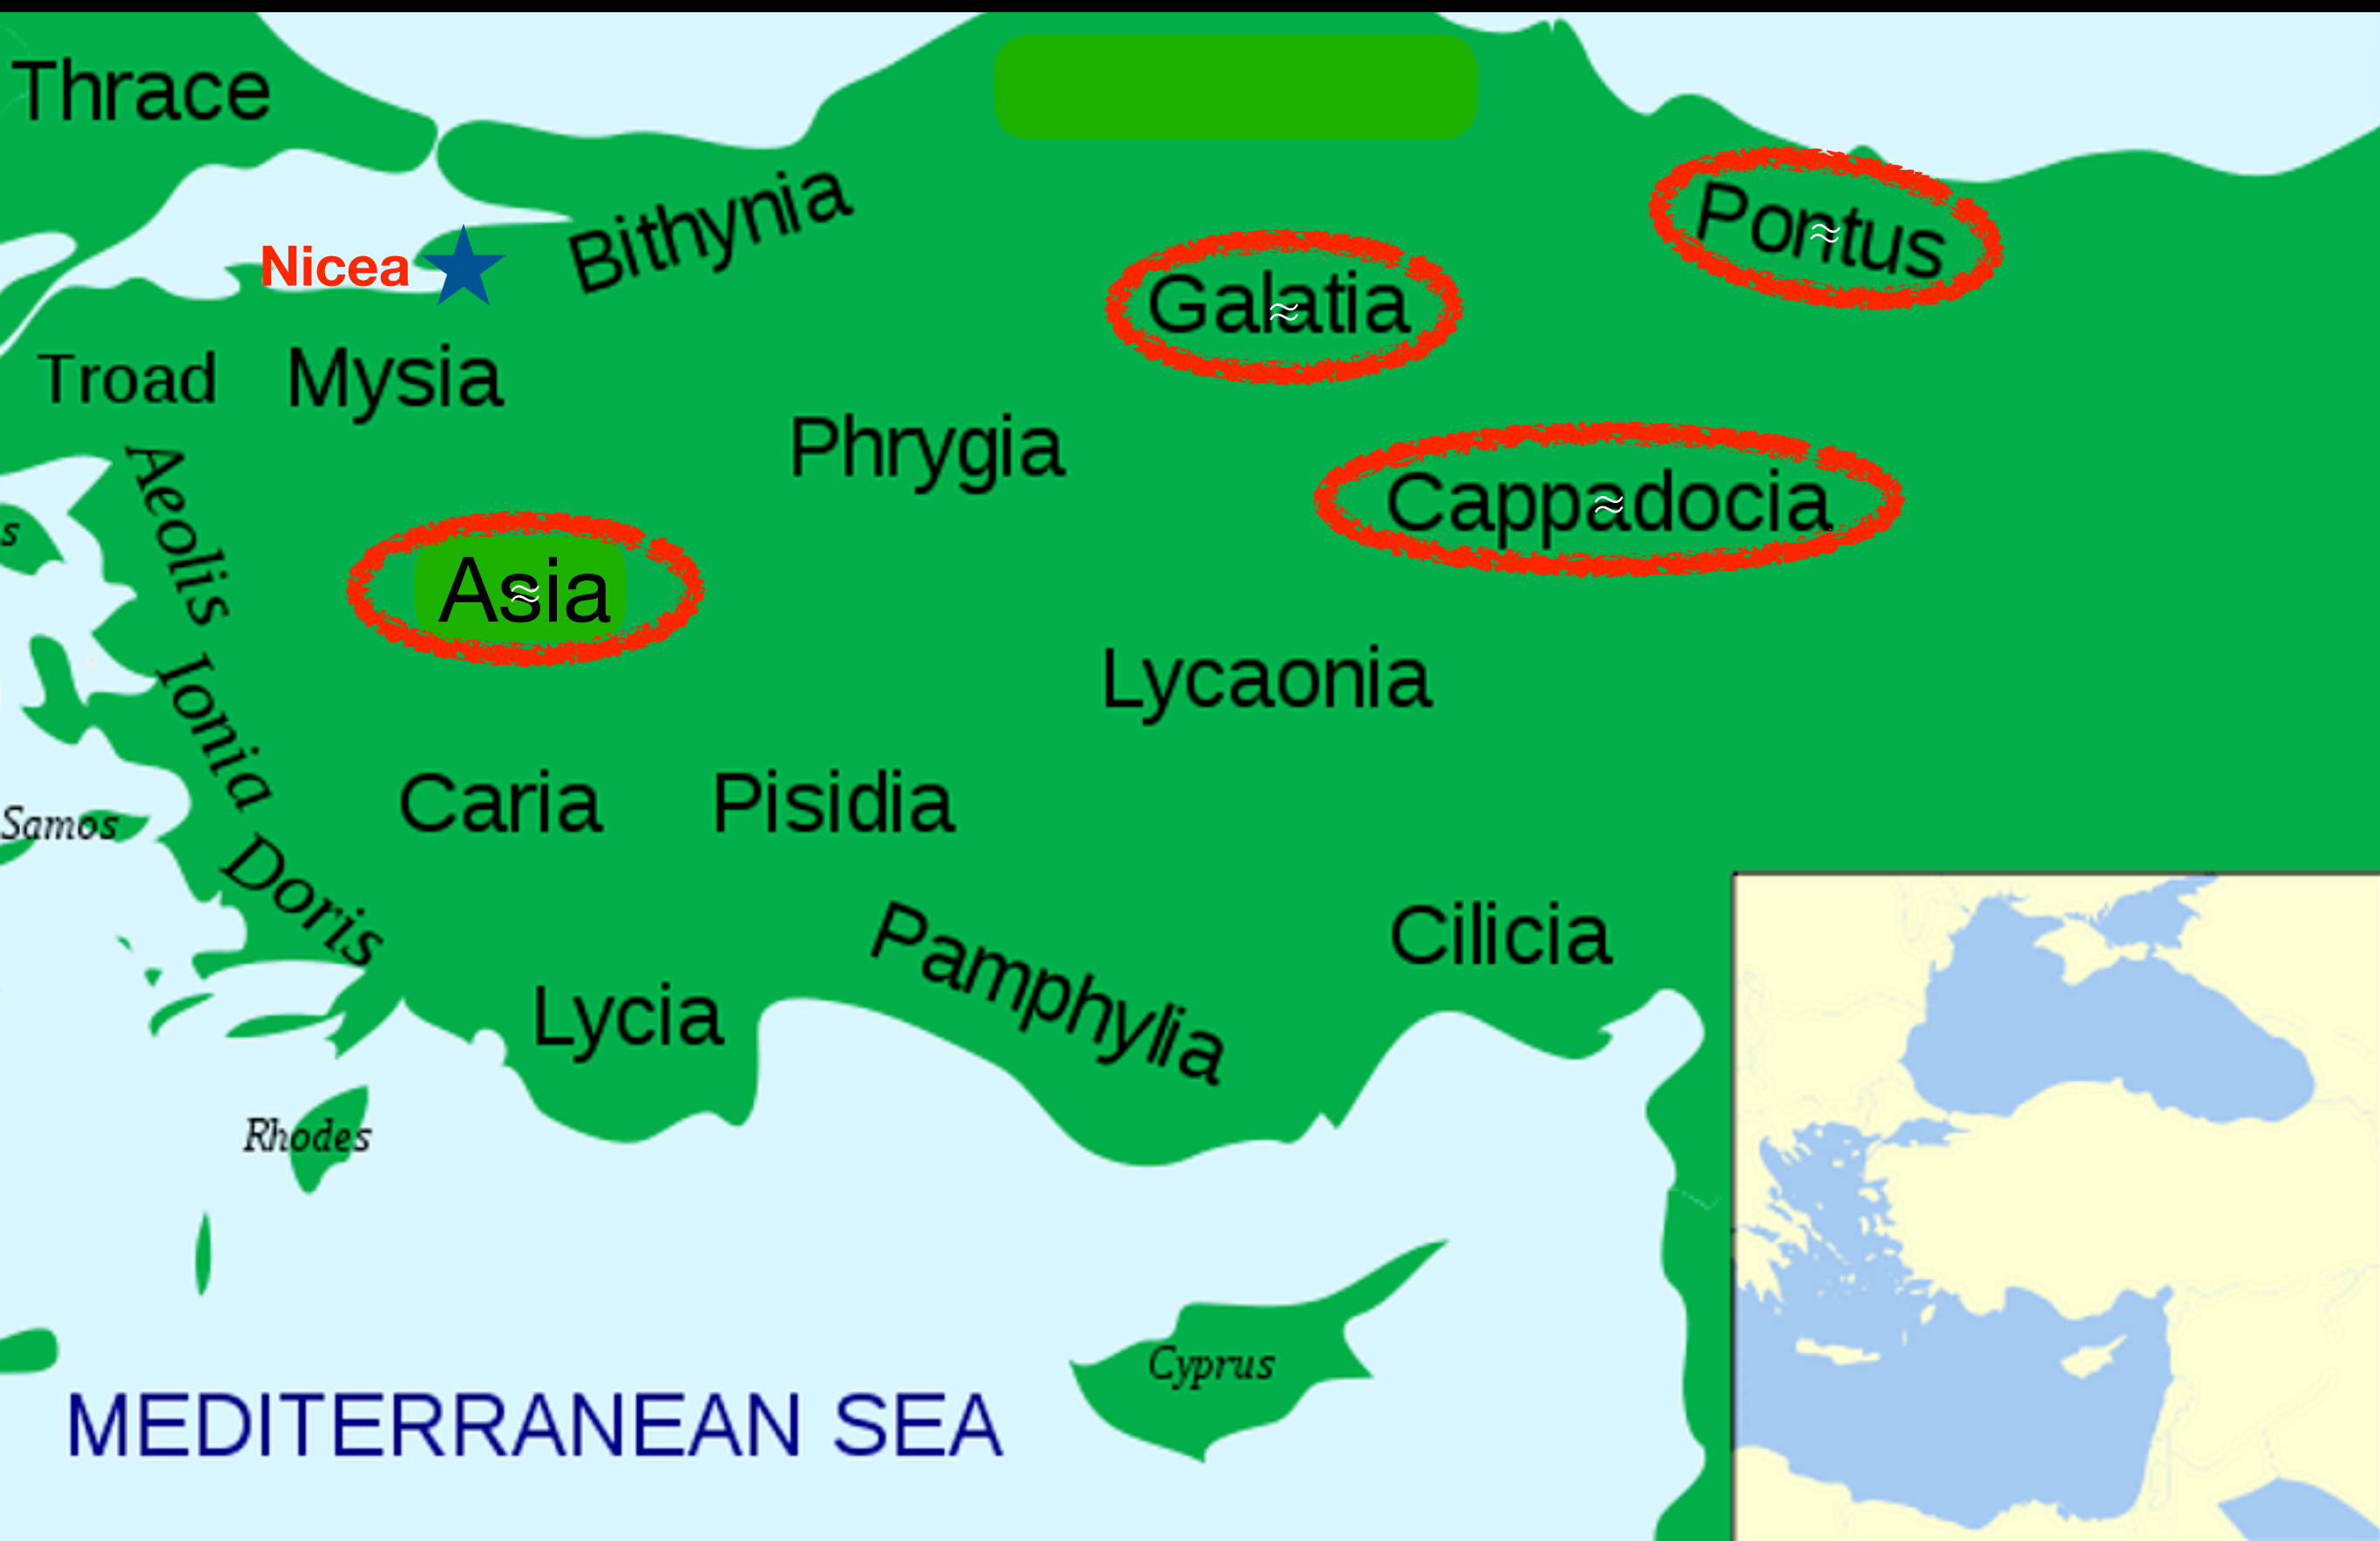 Thrace
Bithynia
Pontus
Nicea
Galatia
Troad
Mysia
Phrygia
Aeolis
Cappadocia
s
Asia
Ionia
Lycaonia
Caria
Pisidia
Samos
Doris
Pamphylia
Cilicia
Lycia
Rhodes
Cyprus
MEDITERRANEAN SEA